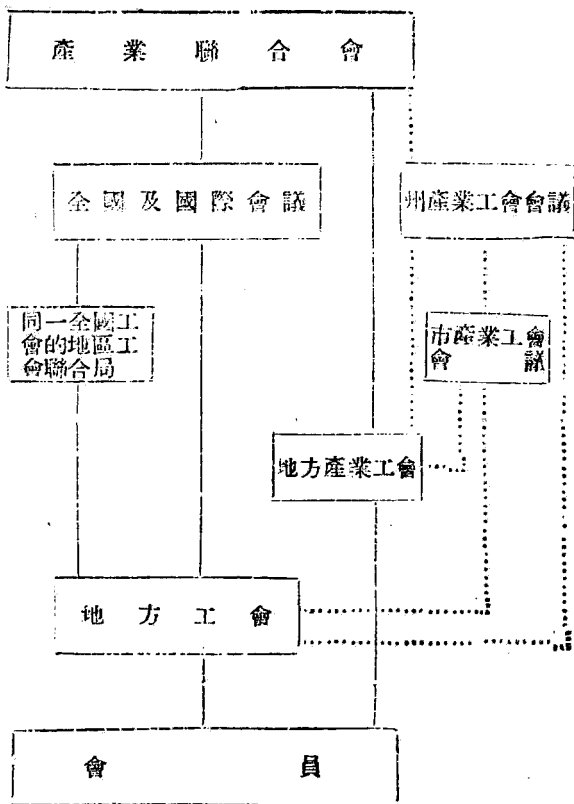 產業聯合會
全國及國際會議
州產業工會會議
同一全國工
會的地區工
會聯合局
市產業工會
會議
地方產業工會
地方工會
會員